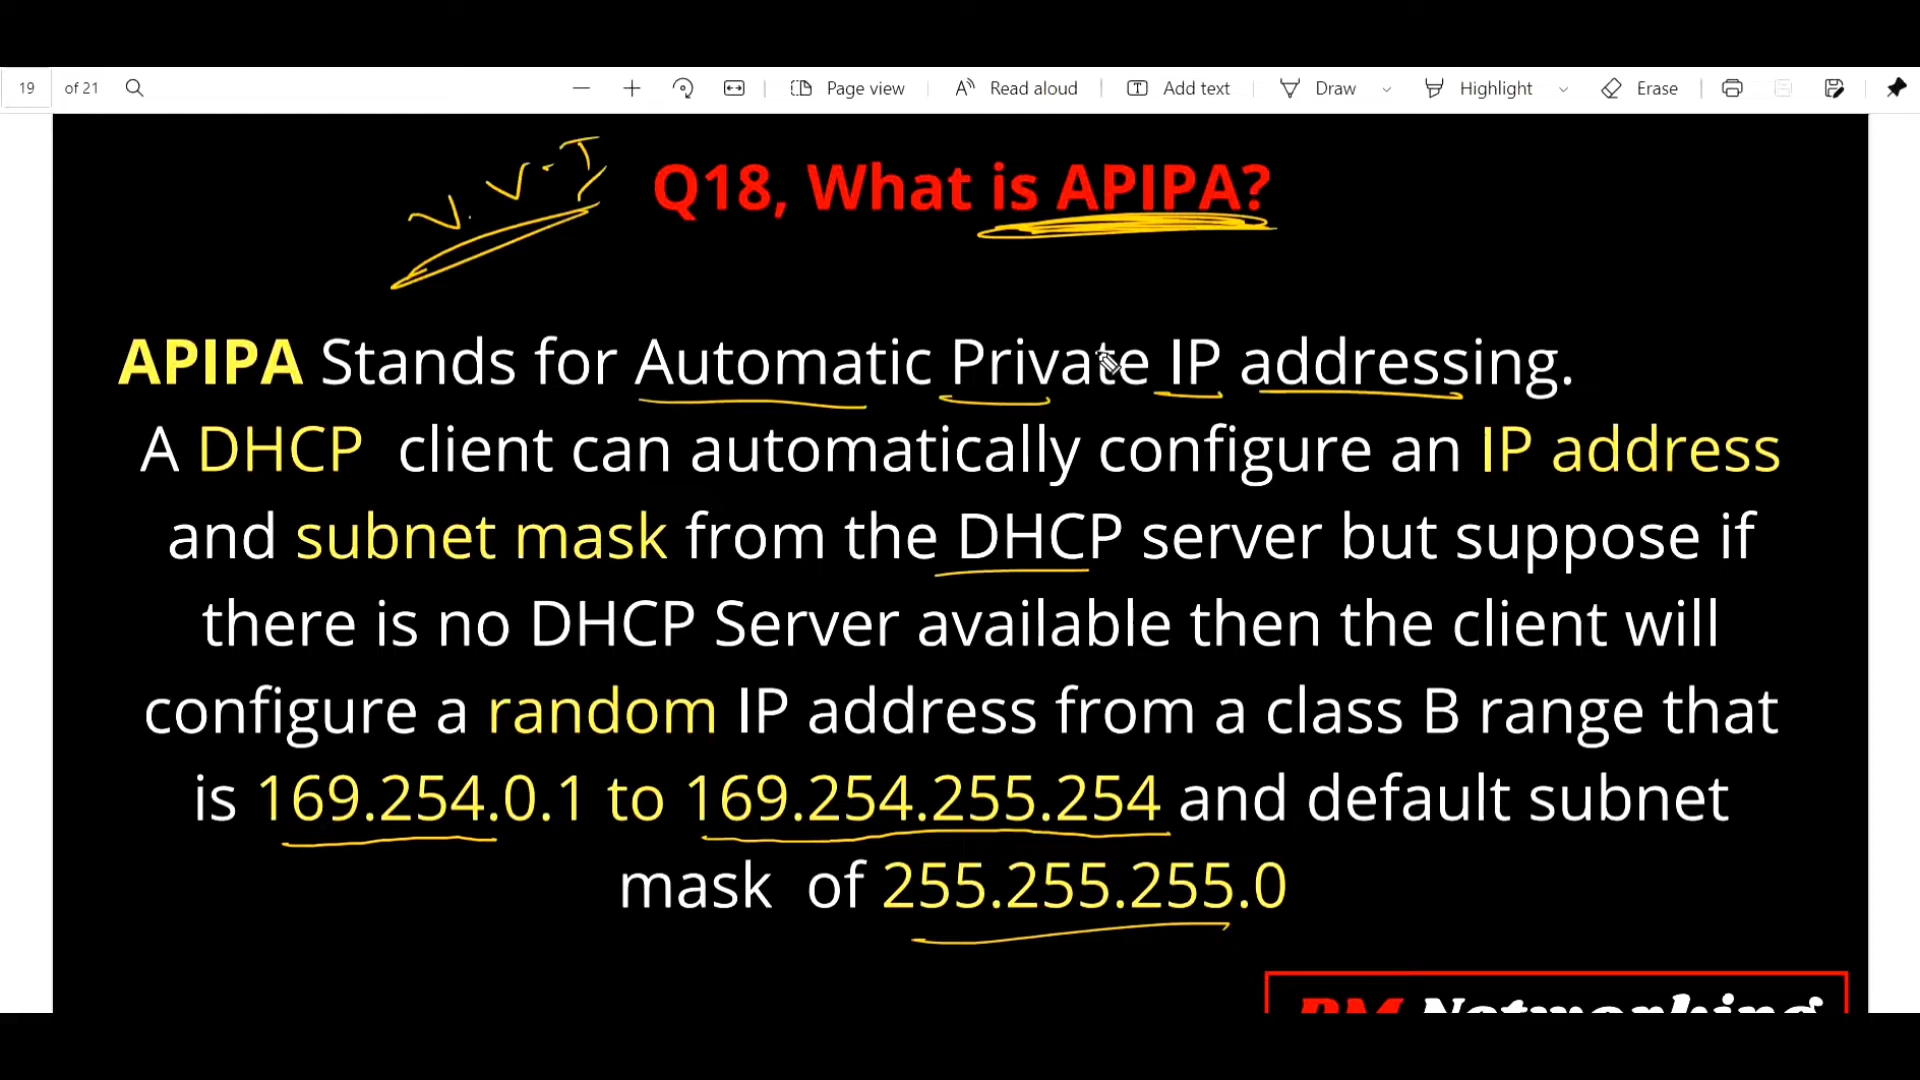 19 of 21 Page view Read aloud Add text Draw Highlight Erase
V.V.I
Q18, What is APIPA?
APIPA Stands for Automatic Private IP addressing.
A DHCP client can automatically configure an IP address
and subnet mask from the DHCP server but suppose if
there is no DHCP Server available then the client will
configure a random IP address from a class B range that
is 169.254.0.1 to 169.254.255.254 and default subnet
mask of 255.255.255.0
RM Networking